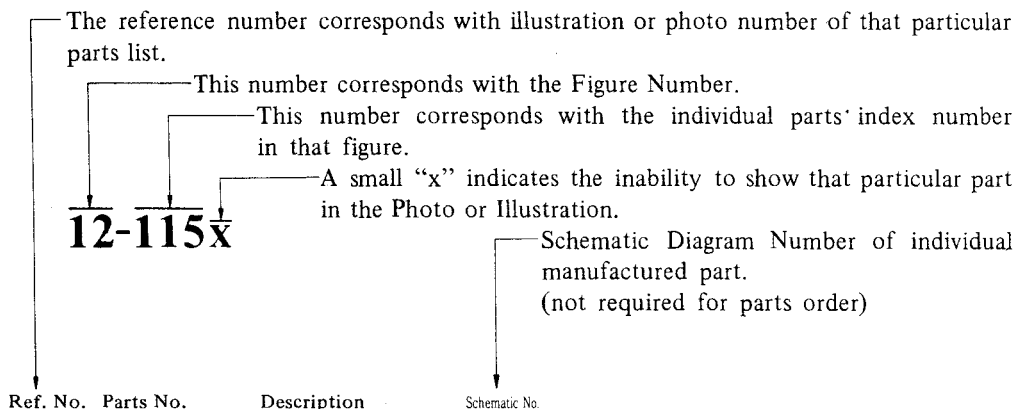 The reference number corresponds with illustration or photo number of that particular
parts list.
This number corresponds with the Figure Number.
This number corresponds with the individual parts' index number
in that figure.
A small “x” indicates the inability to show that particular part
in the Photo or Illustration.
12-115x
Schematic Diagram Number of individual
manufactured part.
(not required for parts order)
Ref. No. Parts No. Description Schematic No.